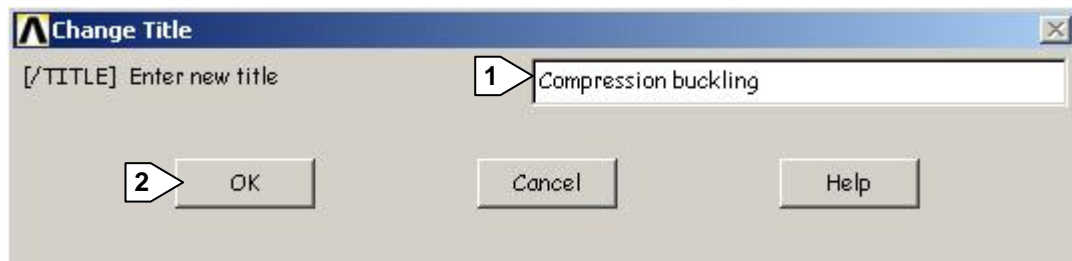 Change Title
[/TITLE] Enter new title
1
Compression buckling
2
OK
Cancel
Help